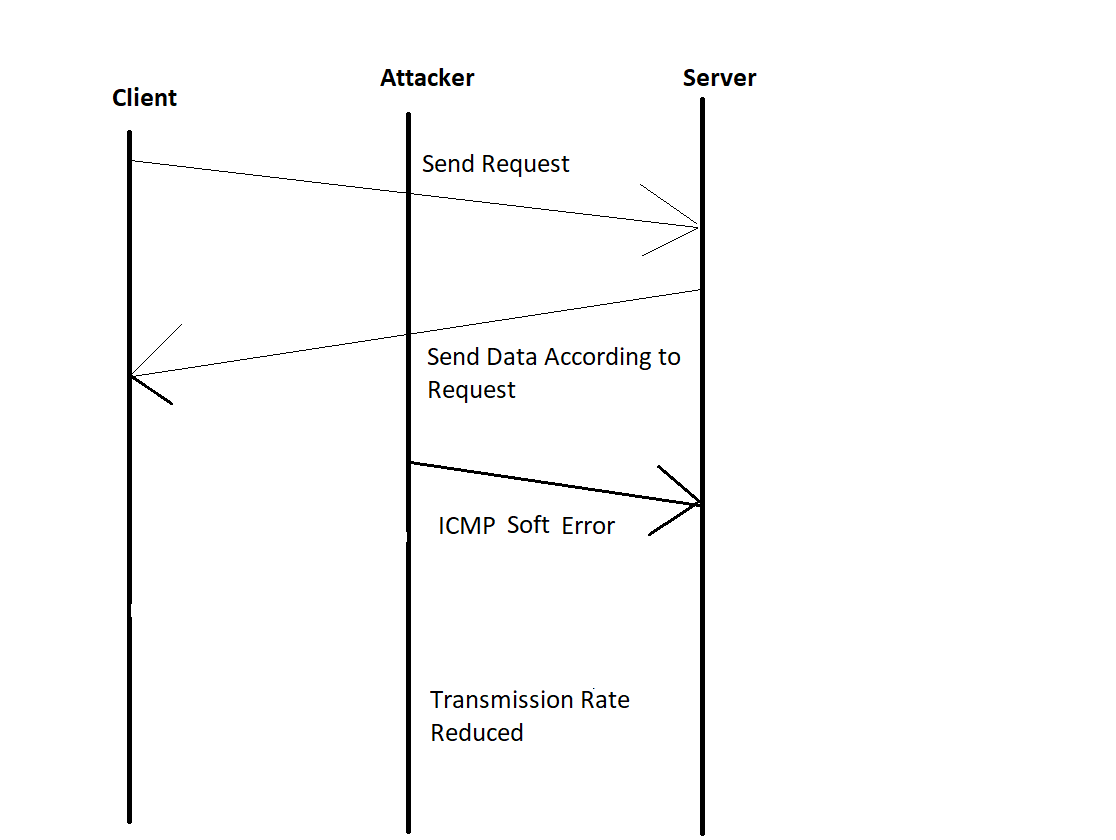 Client
Attacker
Server
Send Request
Send Data According to
Request
ICMP Soft Error
Transmission Rate
Reduced